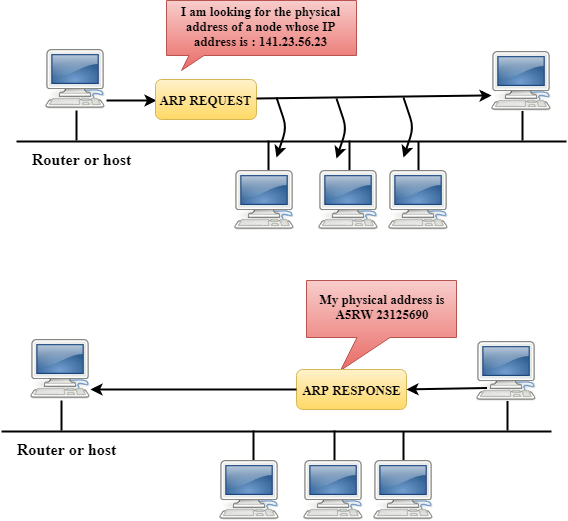 I am looking for the physical
address of a node whose IP
address is : 141.23.56.23
ARP REQUEST
Router or host
My physical address is
A5RW 23125690
ARP RESPONSE
Router or host